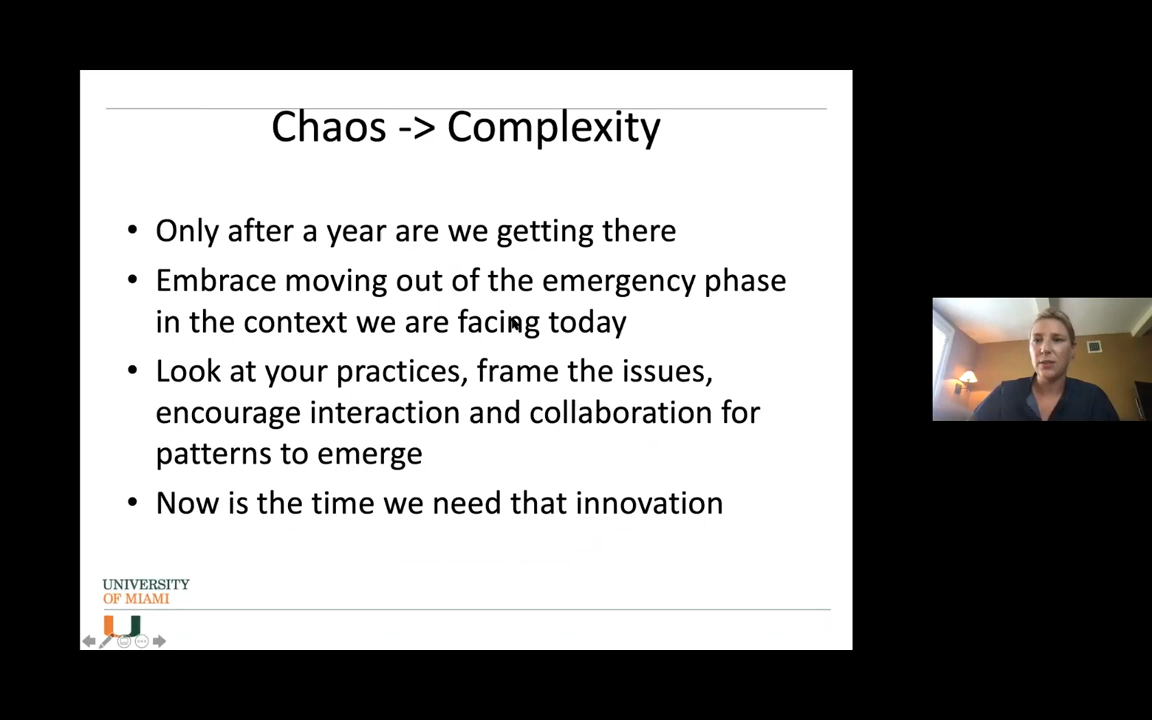 Chaos -> Complexity
• Only after a year are we getting there
• Embrace moving out of the emergency phase
in the context we are facing today
• Look at your practices, frame the issues,
encourage interaction and collaboration for
patterns to emerge
• Now is the time we need that innovation
UNIVERSITY
OF MIAMI
U